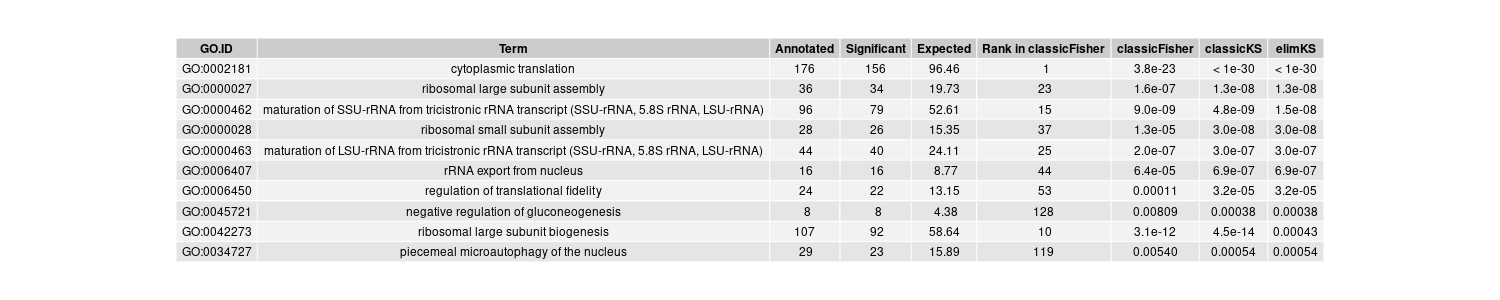 GO.ID Term Annotated Significant Expected Rank in classicFisher classicFisher classicKS elimKS
GO:0002181 cytoplasmic translation 176 156 96.46 1 3.8e-23 < 1e-30 < 1e-30
GO:0000027 ribosomal large subunit assembly 36 34 19.73 23 1.6e-07 1.3e-08 1.3e-08
GO:0000462 maturation of SSU-rRNA from tricistronic rRNA transcript (SSU-rRNA, 5.8S rRNA, LSU-rRNA) 96 79 52.61 15 9.0e-09 4.8e-09 1.5e-08
GO:0000028 ribosomal small subunit assembly 28 26 15.35 37 1.3e-05 3.0e-08 3.0e-08
GO:0000463 maturation of LSU-rRNA from tricistronic rRNA transcript (SSU-rRNA, 5.8S rRNA, LSU-rRNA) 44 40 24.11 25 2.0e-07 3.0e-07 3.0e-07
GO:0006407 rRNA export from nucleus 16 16 8.77 44 6.4e-05 6.9e-07 6.9e-07
GO:0006450 regulation of translational fidelity 24 22 13.15 53 0.00011 3.2e-05 3.2e-05
GO:0045721 negative regulation of gluconeogenesis 8 8 4.38 128 0.00809 0.00038 0.00038
GO:0042273 ribosomal large subunit biogenesis 107 92 58.64 10 3.1e-12 4.5e-14 0.00043
GO:0034727 piecemeal microautophagy of the nucleus 29 23 15.89 119 0.00540 0.00054 0.00054